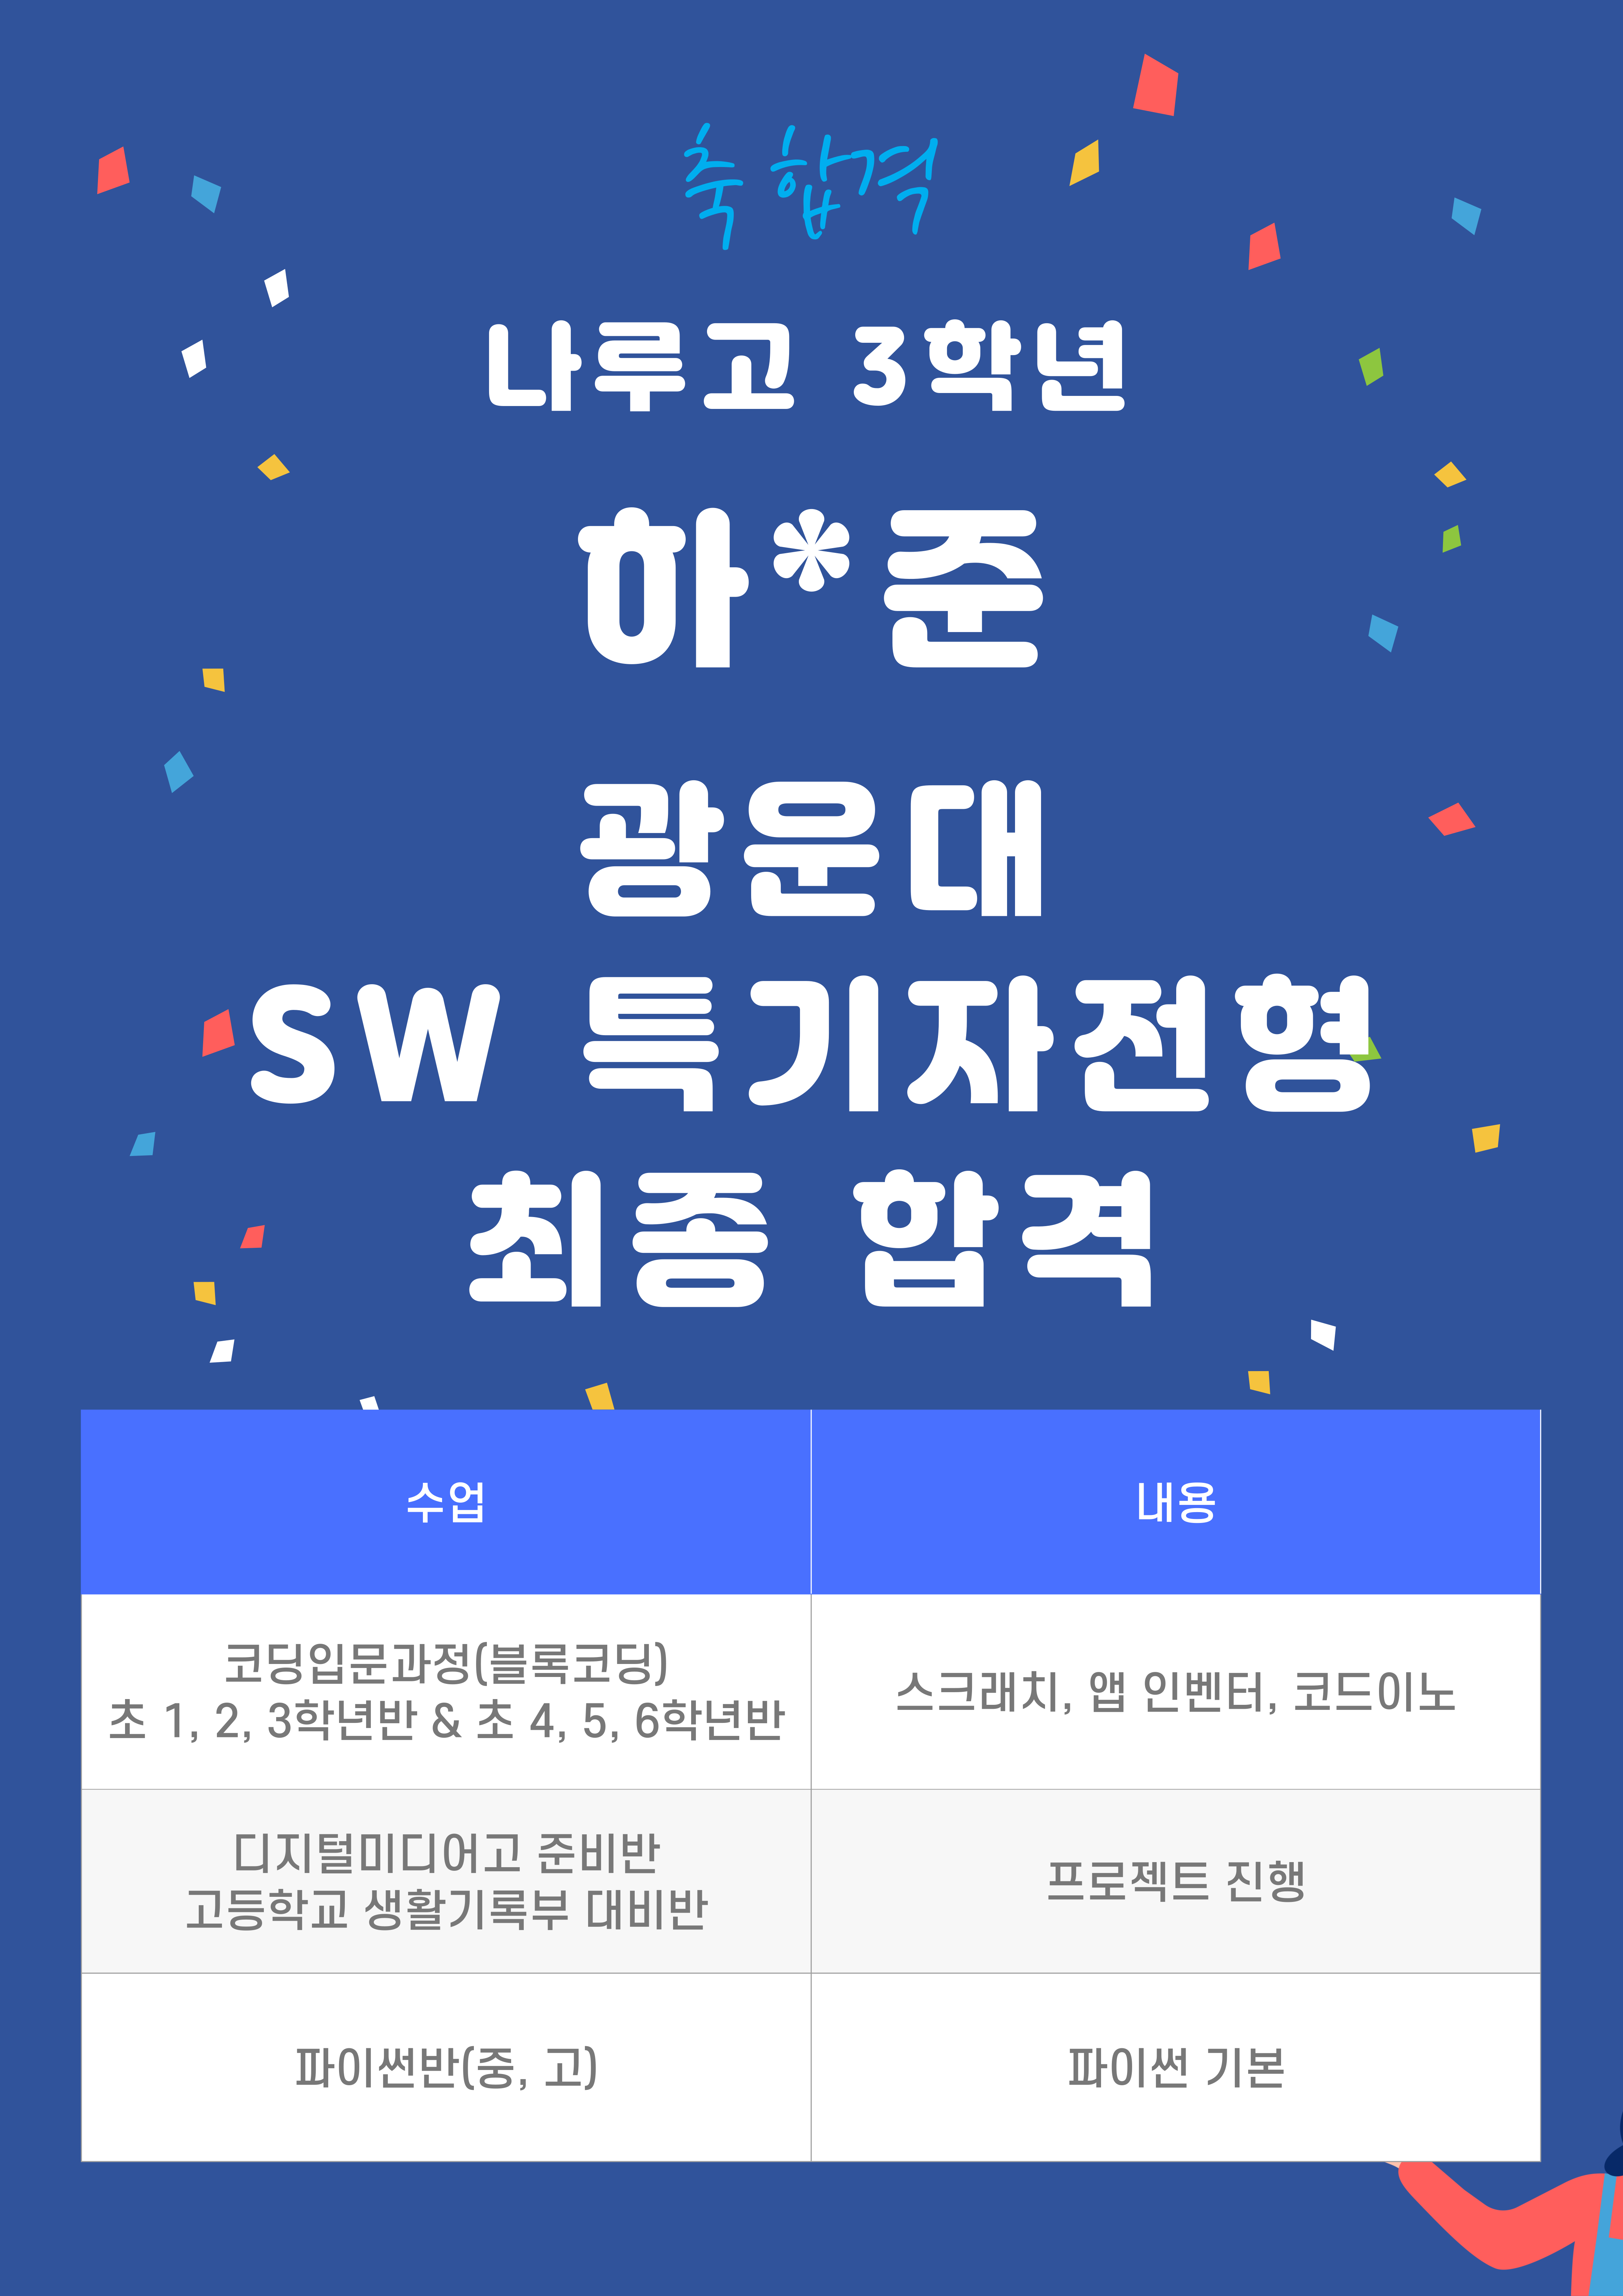 축 합격
나루고 3학년
하*준
광운대
SW 특기자전형
최종 합격
수업
내용
코딩입문과정(블록코딩)
초 1, 2, 3학년반 & 초 4, 5, 6학년반
스크래치, 앱 인벤터, 코드이노
디지털미디어고 준비반
고등학교 생활기록부 대비반
프로젝트 진행
파이썬반(중, 고)
파이썬 기본